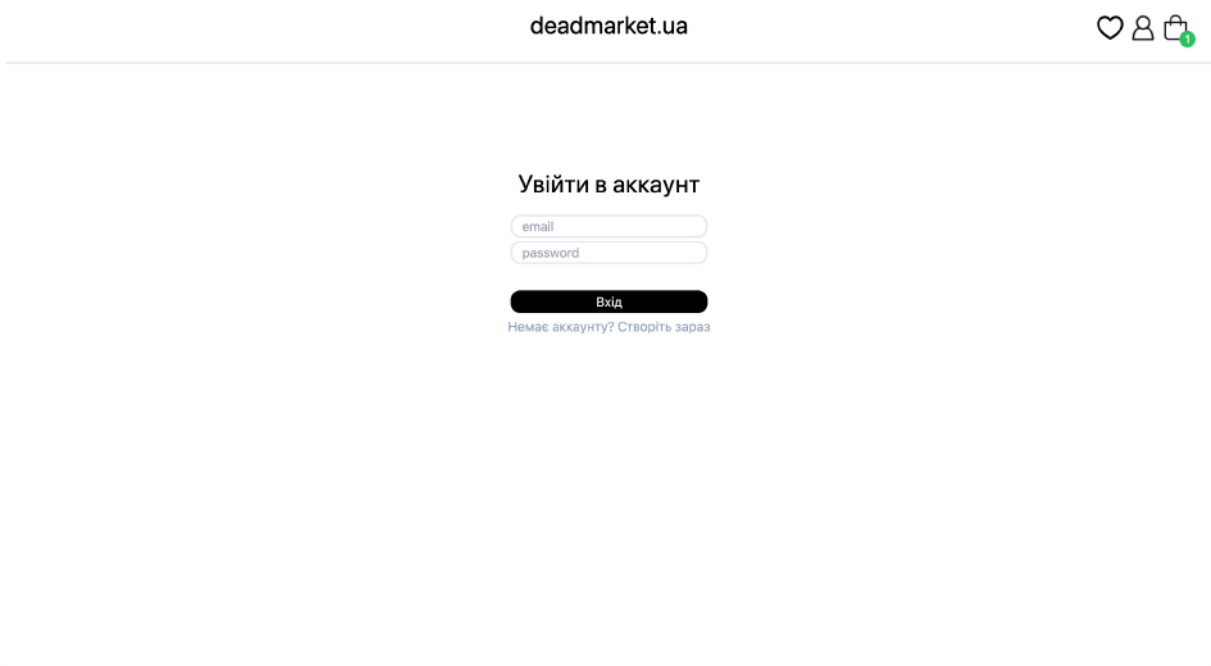 deadmarket.ua
1
Увійти в аккаунт
email
password
Вхід
Немає аккаунту? Створіть зараз